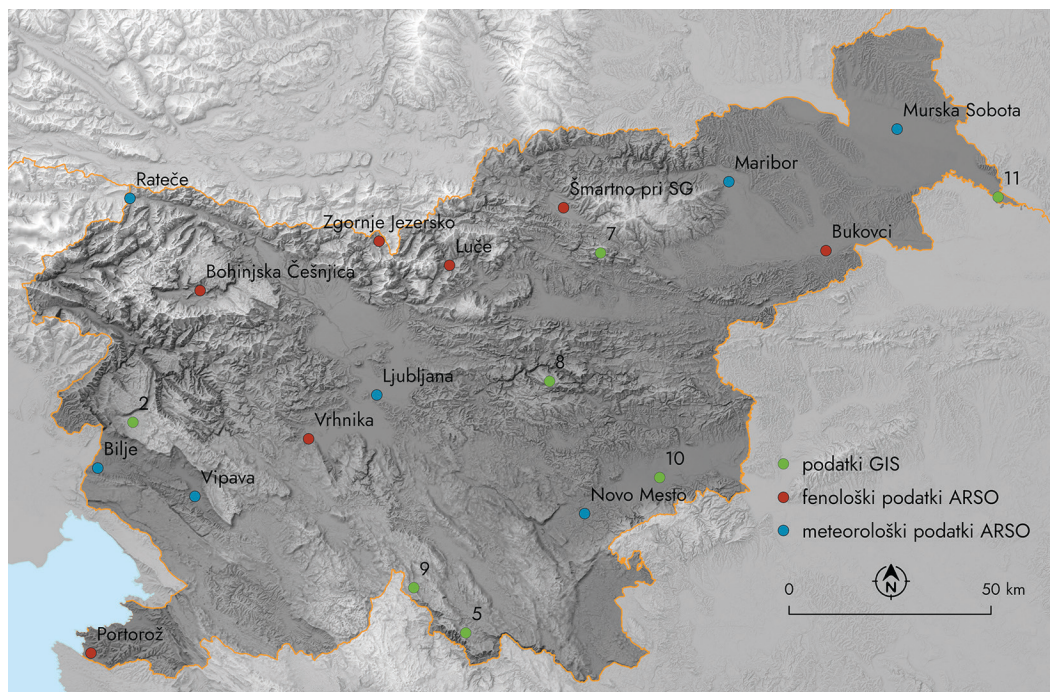 Murska Sobota
Maribor
Rateče
11
Šmartno pri SG
Zgornje Jezersko
Bukovci
7
Luče
Bohinjska Češnjica
8
Ljubljana
2
Vrhnika
Bilje
10
podatki GIS
Vipava
Novo Mesto
fenološki podatki ARSO
meteorološki podatki ARSO
9
N
0 50 km
5
Portorož